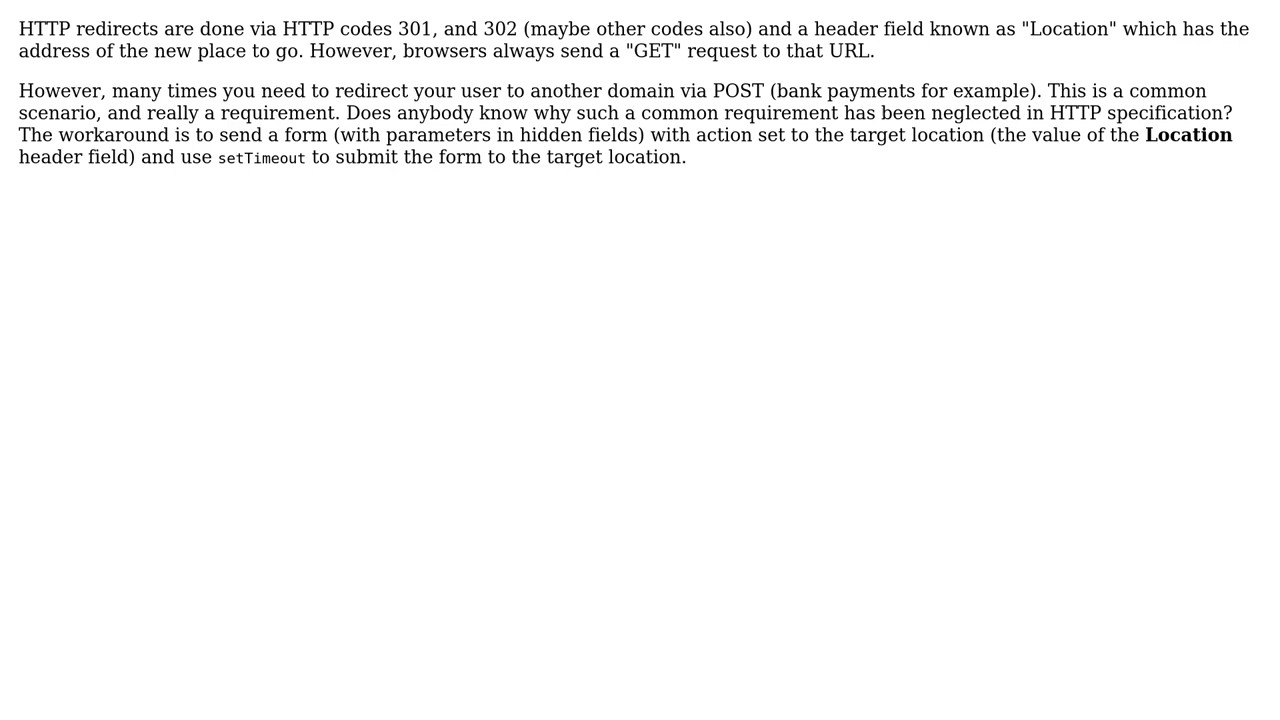 HTTP redirects are done via HTTP codes 301, and 302 (maybe other codes also) and a header field known as "Location" which has the
address of the new place to go. However, browsers always send a "GET" request to that URL.
However, many times you need to redirect your user to another domain via POST (bank payments for example). This is a common
scenario, and really a requirement. Does anybody know why such a common requirement has been neglected in HTTP specification?
The workaround is to send a form (with parameters in hidden fields) with action set to the target location (the value of the Location
header field) and use setTimeout to submit the form to the target location.